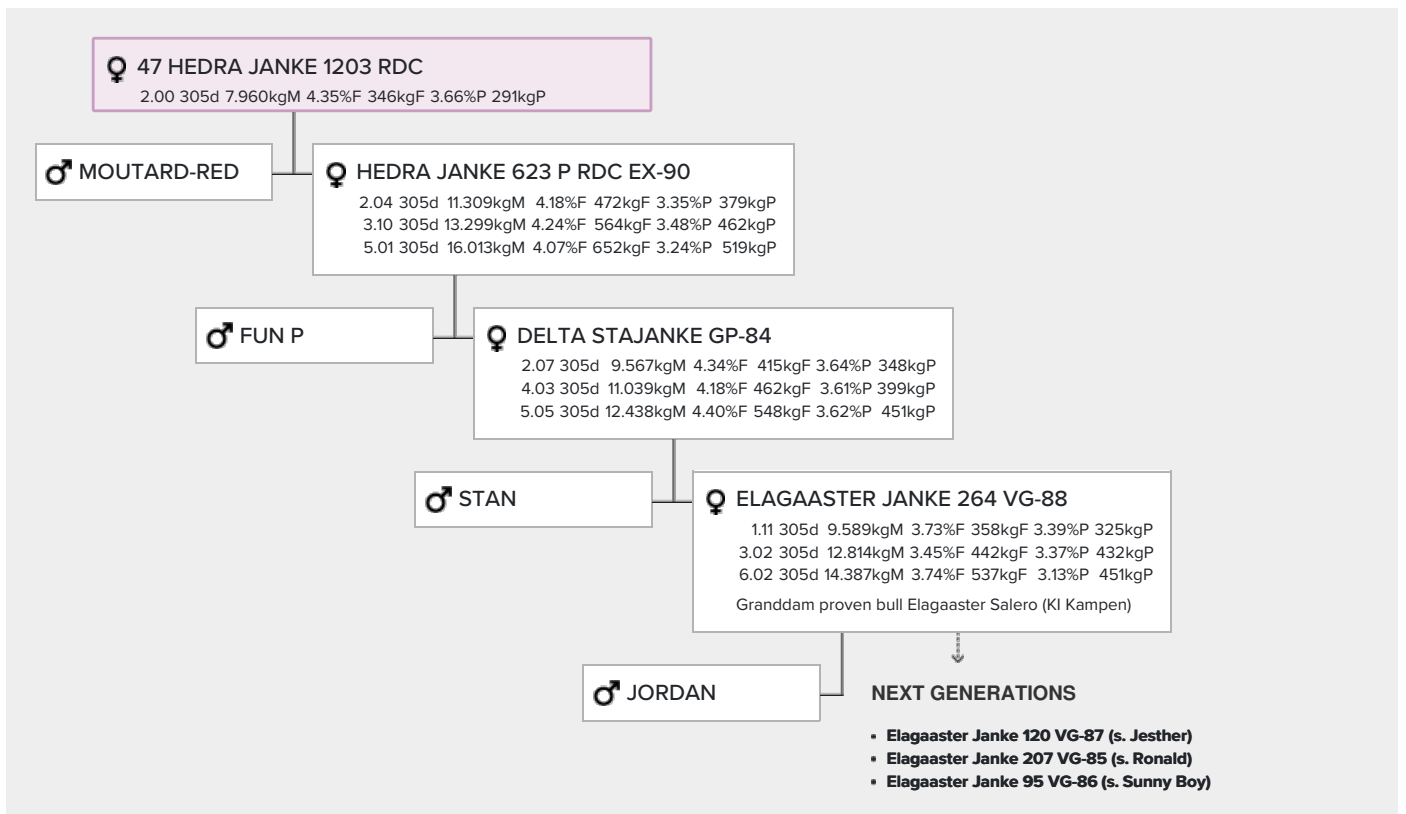 47 HEDRA JANKE 1203 RDC
2.00 305d 7.960kgM 4.35%F 346kgF 3.66%P 291kgP
MOUTARD-RED
HEDRA JANKE 623 P RDC EX-90
2.04 305d 11.309kgM 4.18%F 472kgF 3.35%P 379kgP
3.10 305d 13.299kgM 4.24%F 564kgF 3.48%P 462kgP
5.01 305d 16.013kgM 4.07%F 652kgF 3.24%P 519kgP
FUN P
DELTA STAJANKE GP-84
2.07 305d 9.567kgM 4.34%F 415kgF 3.64%P 348kgP
4.03 305d 11.039kgM 4.18%F 462kgF 3.61%P 399kgP
5.05 305d 12.438kgM 4.40%F 548kgF 3.62%P 451kgP
STAN
ELAGAASTER JANKE 264 VG-88
1.11 305d 9.589kgM 3.73%F 358kgF 3.39%P 325kgP
3.02 305d 12.814kgM 3.45%F 442kgF 3.37%P 432kgP
6.02 305d 14.387kgM 3.74%F 537kgF 3.13%P 451kgP
Granddam proven bull Elagaaster Salero (KI Kampen)
JORDAN
NEXT GENERATIONS
• Elagaaster Janke 120 VG-87 (s. Jesther)
• Elagaaster Janke 207 VG-85 (s. Ronald)
• Elagaaster Janke 95 VG-86 (s. Sunny Boy)